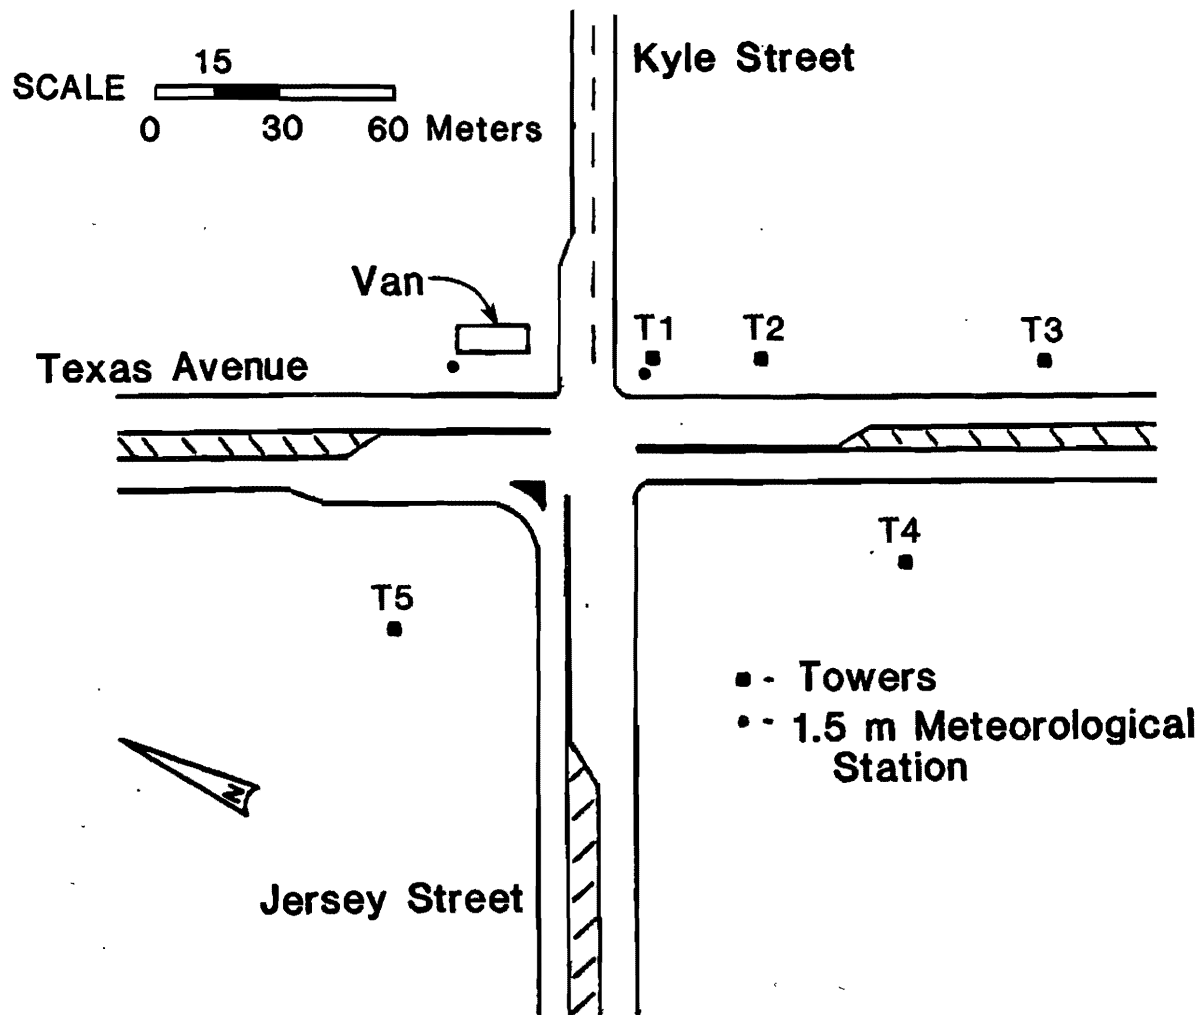 Kyle Street
15
SCALE
0 30 60 Meters
Van
T1 T2 T3
Texas Avenue
T4
T5
- Towers
- 1.5 m Meteorological
Station
N
Jersey Street